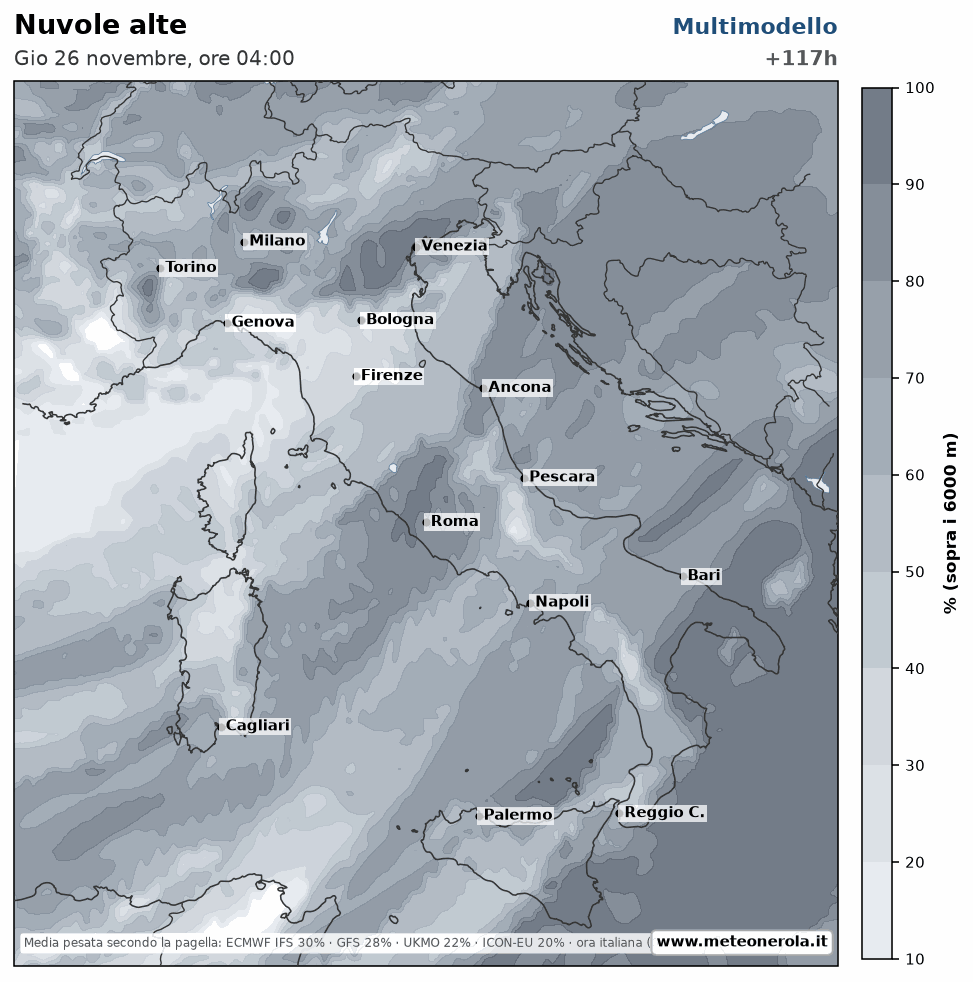 Nuvole alte
Multimodello
Gio 26 novembre, ore 04:00
+117h
100
90
80
70
60
50
40
30
20
10
% (sopra i 6000 m)
Milano
Venezia
Torino
Genova
Bologna
Firenze
Ancona
Pescara
Roma
Bari
Napoli
Cagliari
Palermo
Reggio C.
Media pesata secondo la pagella: ECMWF IFS 30% · GFS 28% · UKMO 22% · ICON-EU 20% · ora italiana (
www.meteonerola.it